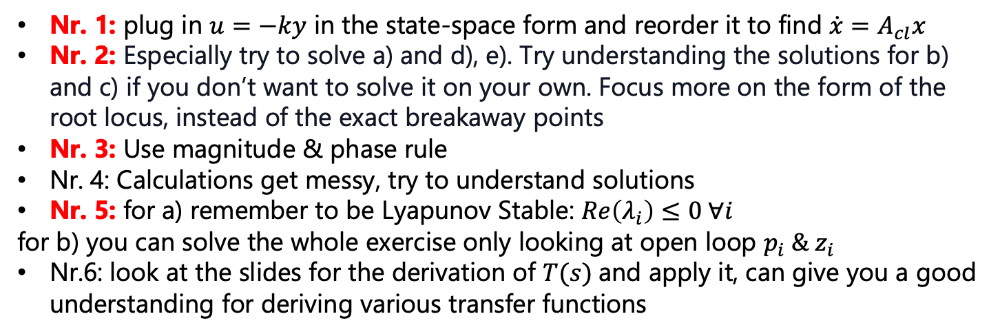 • Nr. 1: plug in u = −ky in the state-space form and reorder it to find ẋ = A_{cl}x
• Nr. 2: Especially try to solve a) and d), e). Try understanding the solutions for b)
and c) if you don’t want to solve it on your own. Focus more on the form of the
root locus, instead of the exact breakaway points
• Nr. 3: Use magnitude & phase rule
• Nr. 4: Calculations get messy, try to understand solutions
• Nr. 5: for a) remember to be Lyapunov Stable: Re(λ_i) ≤ 0 ∀i
for b) you can solve the whole exercise only looking at open loop p_i & z_i
• Nr.6: look at the slides for the derivation of T(s) and apply it, can give you a good
understanding for deriving various transfer functions